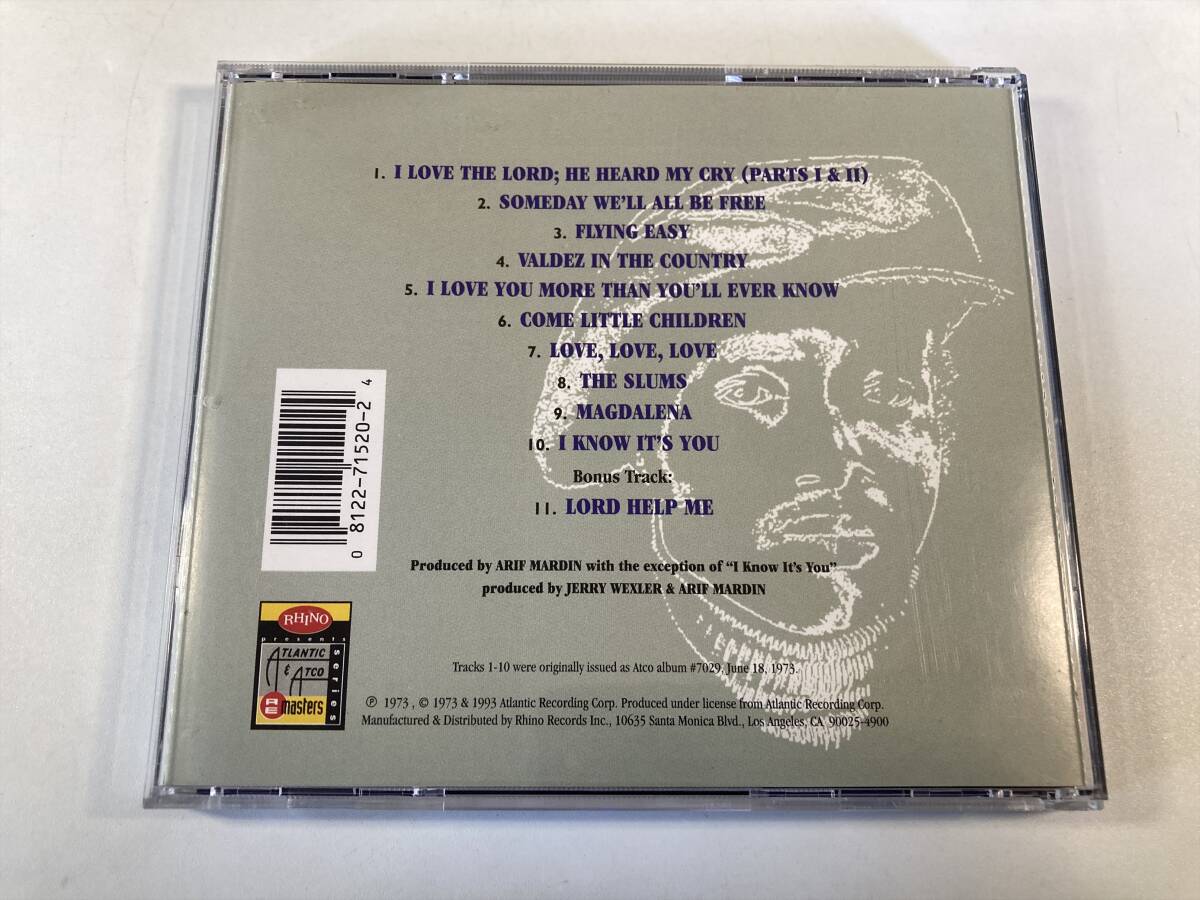 1. I LOVE THE LORD; HE HEARD MY CRY (PARTS I & II)
2. SOMEDAY WE'LL ALL BE FREE
3. FLYING EASY
4. VALDEZ IN THE COUNTRY
5. I LOVE YOU MORE THAN YOU'LL EVER KNOW
6. COME LITTLE CHILDREN
7. LOVE, LOVE, LOVE
8. THE SLUMS
9. MAGDALENA
10. I KNOW IT'S YOU
Bonus Track:
11. LORD HELP ME
0 8122-71520-2 4
Produced by ARIF MARDIN with the exception of "I Know It's You"
produced by JERRY WEXLER & ARIF MARDIN
RHINO
presents
ATLANTIC
& ATCO
RE masters
series
Tracks 1-10 were originally issued as Atco album #7029, June 18, 1973.
℗ 1973 , © 1973 & 1993 Atlantic Recording Corp. Produced under license from Atlantic Recording Corp.
Manufactured & Distributed by Rhino Records Inc., 10635 Santa Monica Blvd., Los Angeles, CA 90025-4900